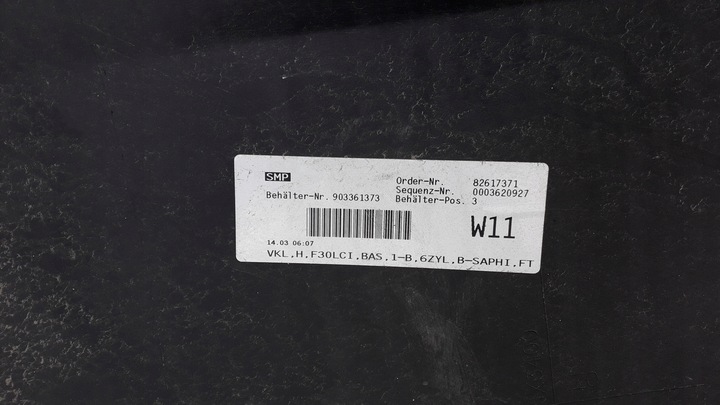 SMP
Order-Nr. 82617371
Sequenz-Nr. 0003620927
Behälter-Nr. 903361373 Behälter-Pos. 3
W11
14.03 06:07
VKL.H.F30LCI.BAS.1-B.6ZYL.B-SAPHI.FT